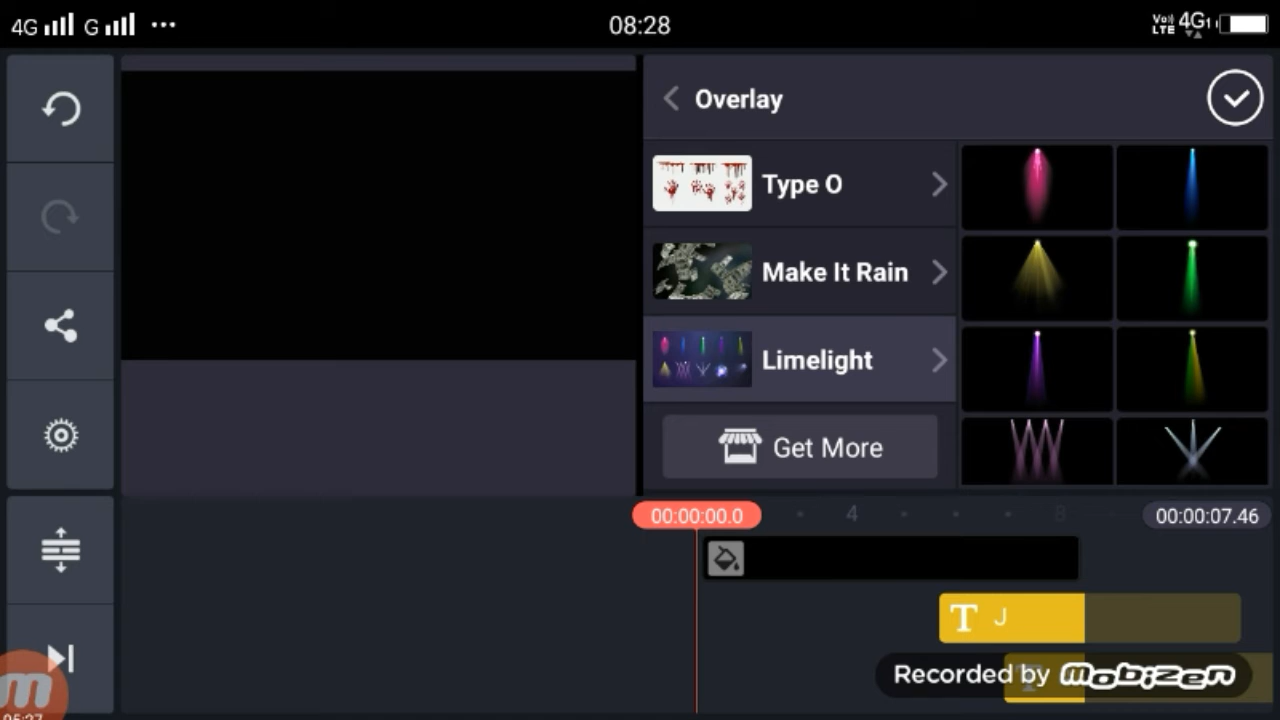 4G G ••• 08:28 Vo)) LTE 4G
Overlay
Type O
Make It Rain
Limelight
Get More
00:00:00.0 4 8 00:00:07.46
T J
T
Recorded by mobizen
m
05:27